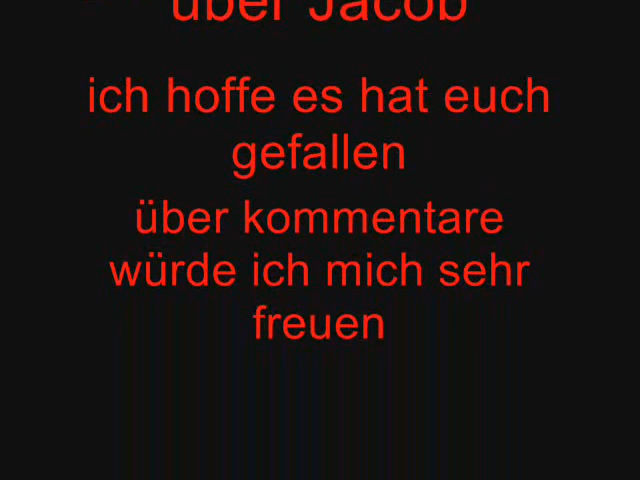 über Jacob
ich hoffe es hat euch
gefallen
über kommentare
würde ich mich sehr
freuen